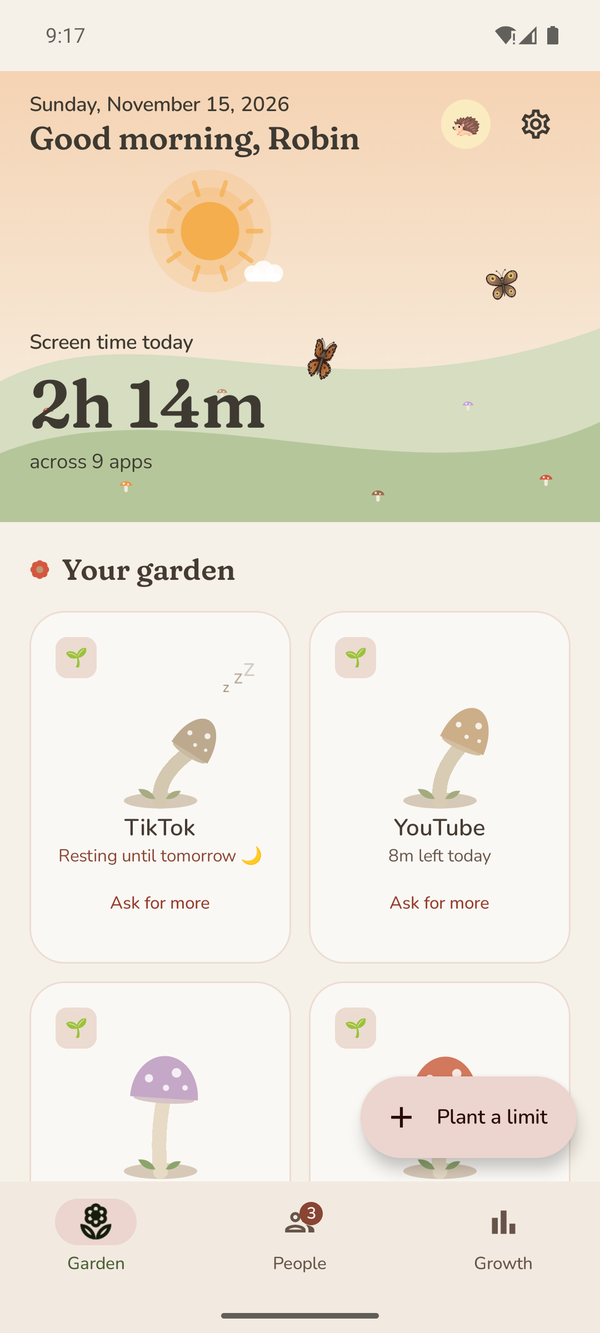 9:17
Sunday, November 15, 2026
Good morning, Robin
Screen time today
2h 14m
across 9 apps
Your garden
z z Z
TikTok
Resting until tomorrow 🌙
Ask for more
YouTube
8m left today
Ask for more
+ Plant a limit
Garden
3
People
Growth